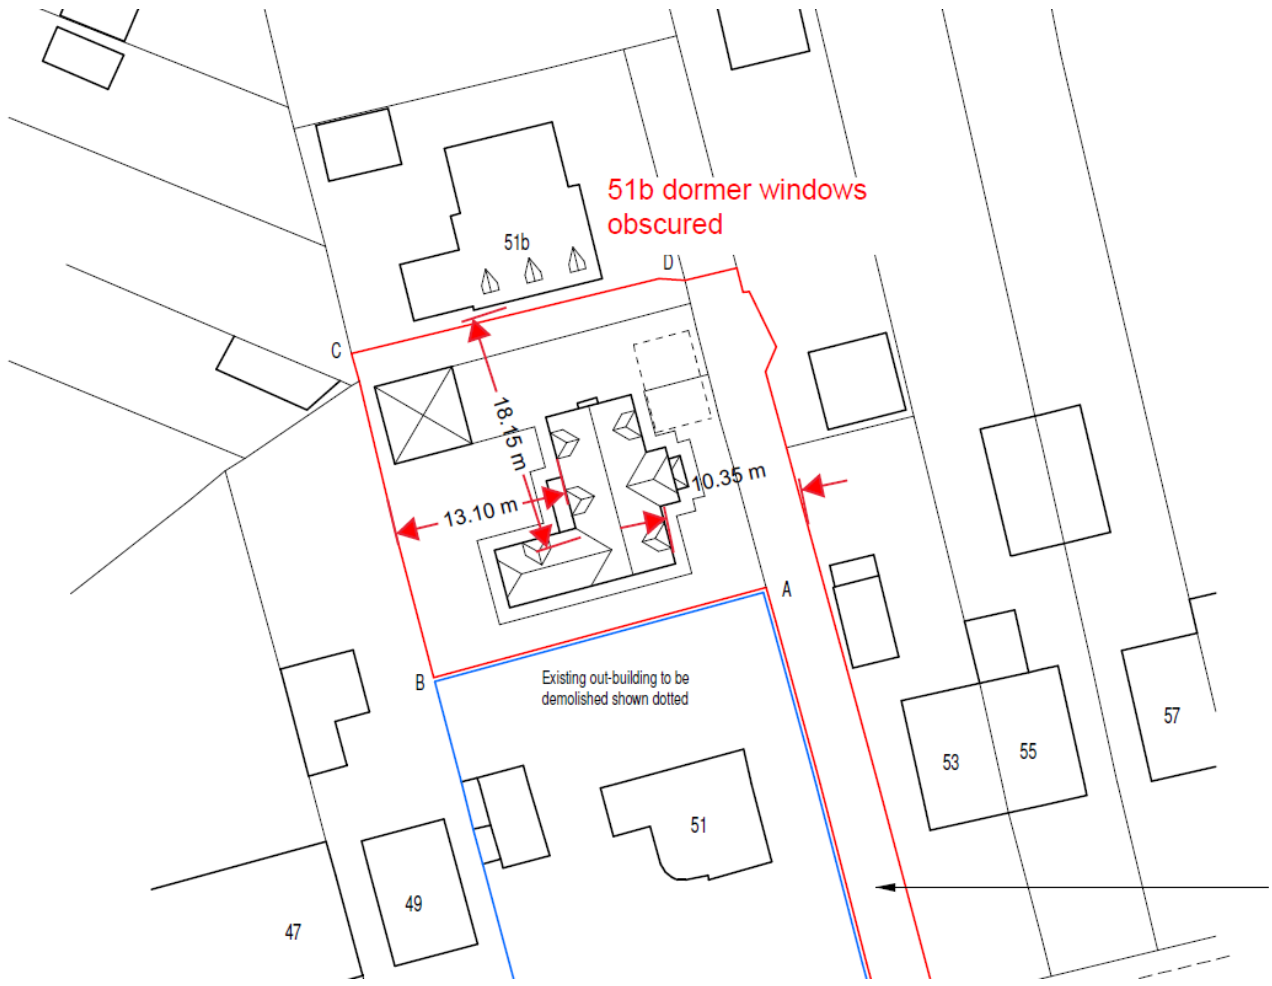 51b dormer windows
obscured
51b
D
C
18.15 m
10.35 m
13.10 m
A
B
Existing out-building to be
demolished shown dotted
57
53
55
51
49
47